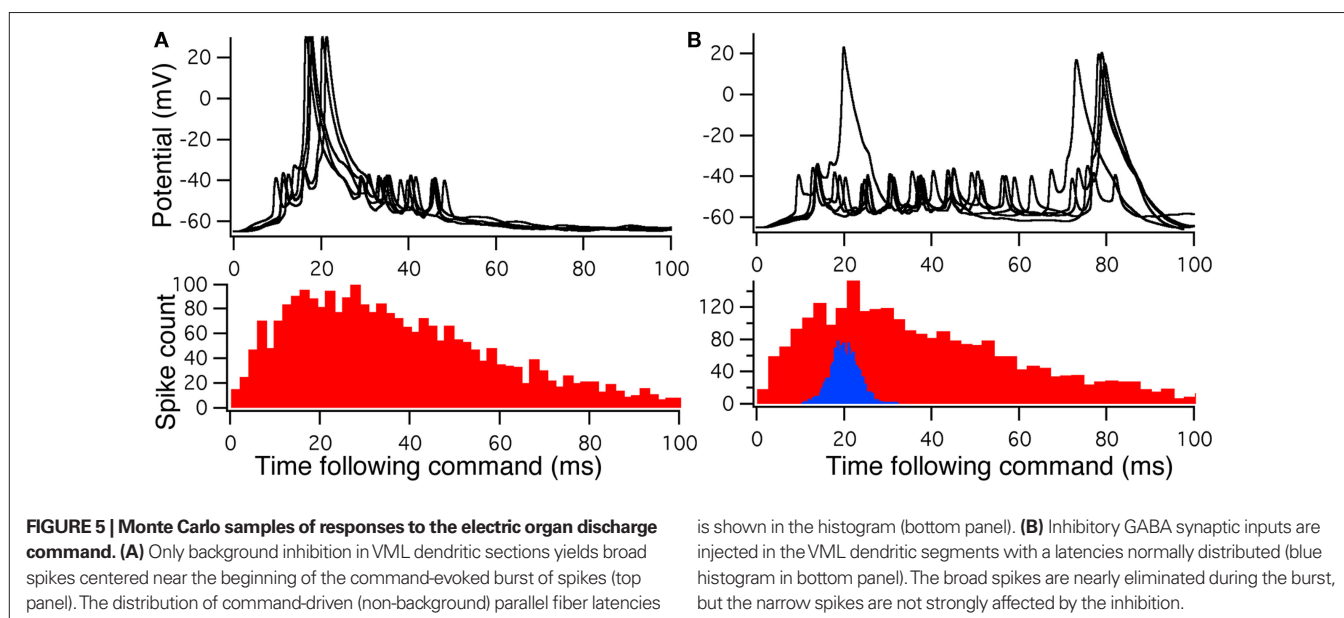 A
B
Potential (mV)
20
0
-20
-40
-60
0 20 40 60 80 100
20
0
-20
-40
-60
0 20 40 60 80 100
Spike count
100
80
60
40
20
0
0 20 40 60 80 100
Time following command (ms)
120
80
40
0
0 20 40 60 80 100
Time following command (ms)
FIGURE 5 | Monte Carlo samples of responses to the electric organ discharge
command. (A) Only background inhibition in VML dendritic sections yields broad
spikes centered near the beginning of the command-evoked burst of spikes (top
panel). The distribution of command-driven (non-background) parallel fiber latencies
is shown in the histogram (bottom panel). (B) Inhibitory GABA synaptic inputs are
injected in the VML dendritic segments with a latencies normally distributed (blue
histogram in bottom panel). The broad spikes are nearly eliminated during the burst,
but the narrow spikes are not strongly affected by the inhibition.